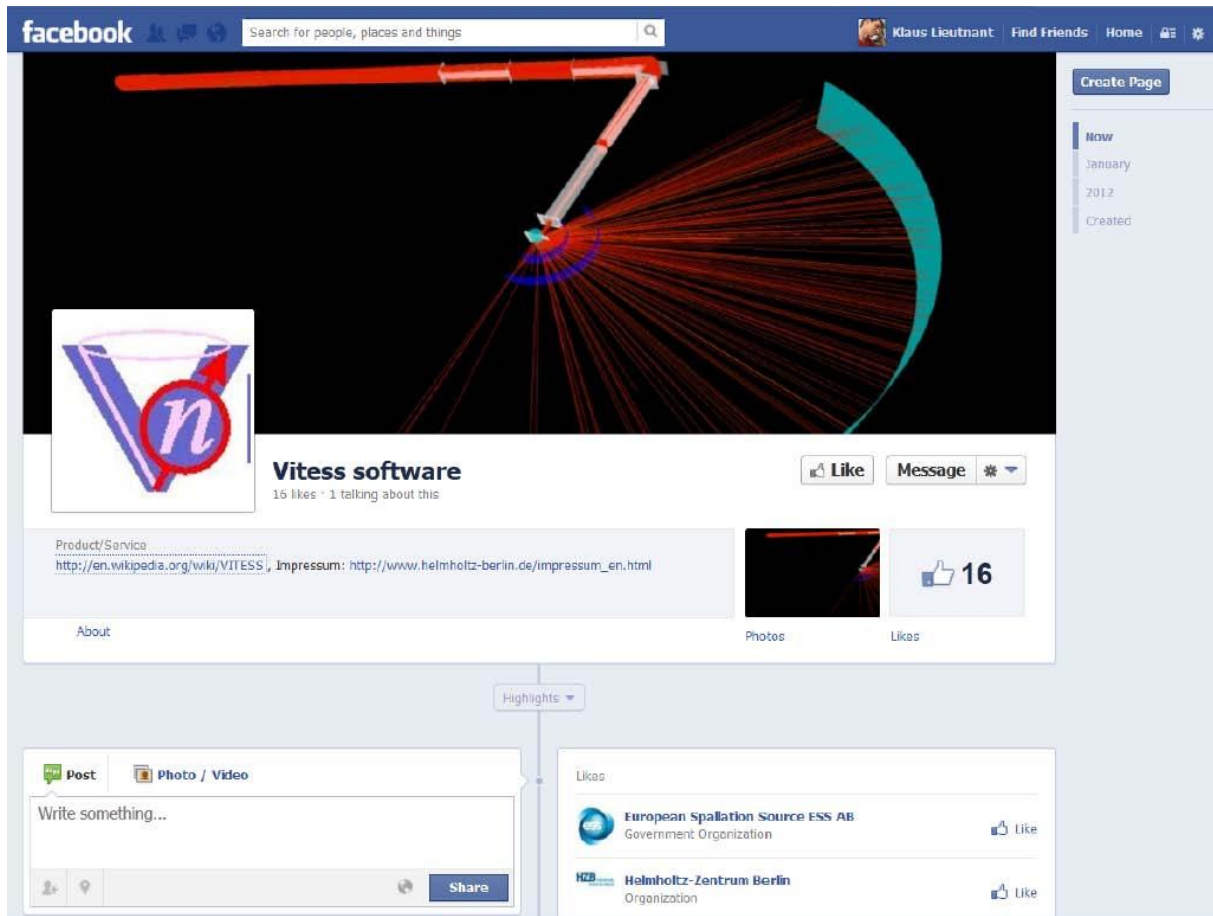 facebook
Search for people, places and things
Klaus Lieutnant Find Friends Home
Create Page
Now
January
2012
Created
n
Vitess software
16 likes · 1 talking about this
Like
Message
Product/Service
http://en.wikipedia.org/wiki/VITESS , Impressum: http://www.helmholtz-berlin.de/impressum_en.html
16
About
Photos
Likes
Highlights
Post
Photo / Video
Write something...
Share
Likes
ess
European Spallation Source ESS AB
Government Organization
Like
HZB
Helmholtz-Zentrum Berlin
Organization
Like